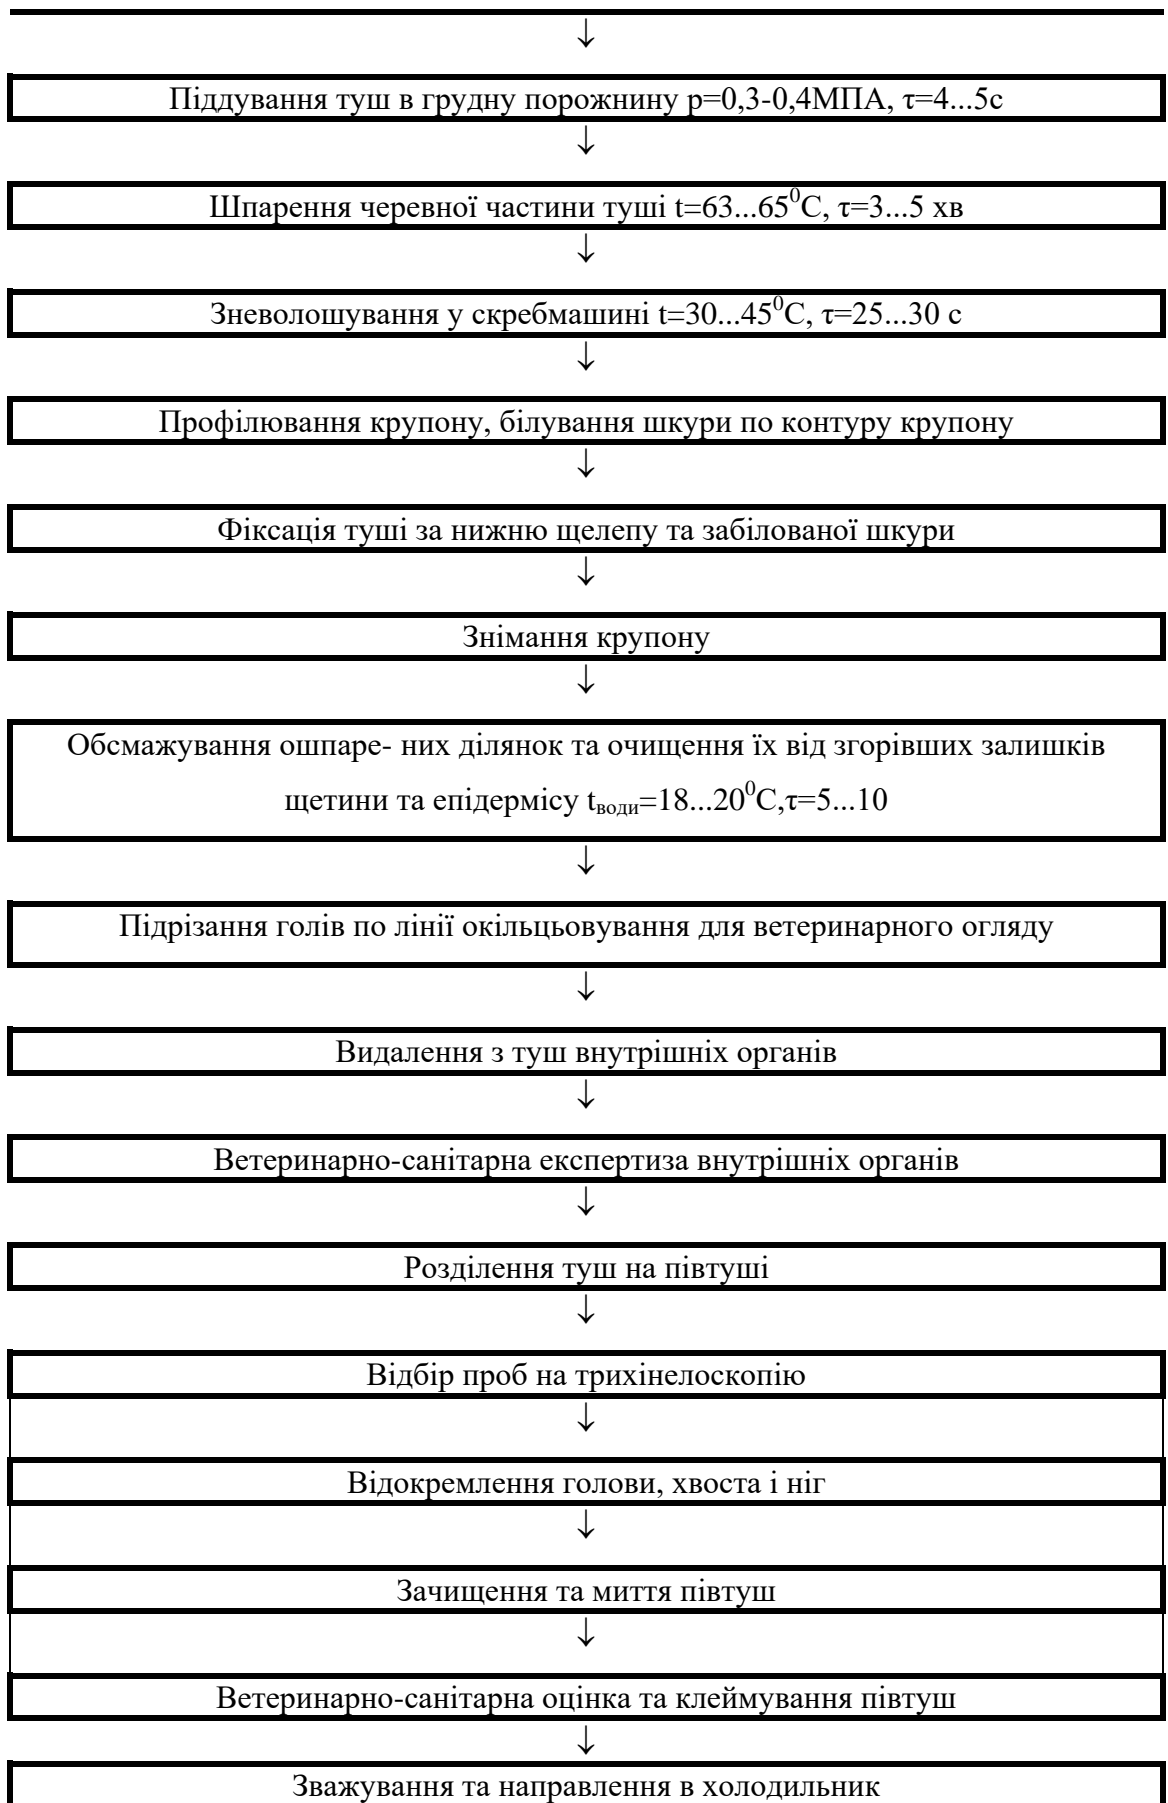 ↓
Піддування туш в грудну порожнину р=0,3-0,4МПА, τ=4...5с
↓
Шпарення черевної частини туші t=63...65⁰С, τ=3...5 хв
↓
Зневолошування у скребмашині t=30...45⁰С, τ=25...30 с
↓
Профілювання крупону, білування шкури по контуру крупону
↓
Фіксація туші за нижню щелепу та забілованої шкури
↓
Знімання крупону
↓
Обсмажування ошпаре- них ділянок та очищення їх від згорівших залишків
щетини та епідермісу tводи=18...20⁰С,τ=5...10
↓
Підрізання голів по лінії окільцьовування для ветеринарного огляду
↓
Видалення з туш внутрішніх органів
↓
Ветеринарно-санітарна експертиза внутрішніх органів
↓
Розділення туш на півтуші
↓
Відбір проб на трихінелоскопію
↓
Відокремлення голови, хвоста і ніг
↓
Зачищення та миття півтуш
↓
Ветеринарно-санітарна оцінка та клеймування півтуш
↓
Зважування та направлення в холодильник